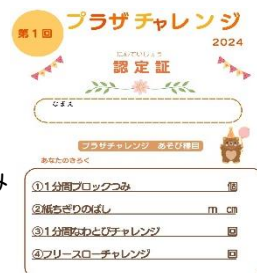 第1回
プラザチャレンジ
2024
にんていしょう
認定証
なまえ
プラザチャレンジ あそび種目
あなたのきろく
み
①1分間ブロックつみ 個
②紙ちぎりのばし m cm
③1分間なわとびチャレンジ 回
④フリースローチャレンジ 回